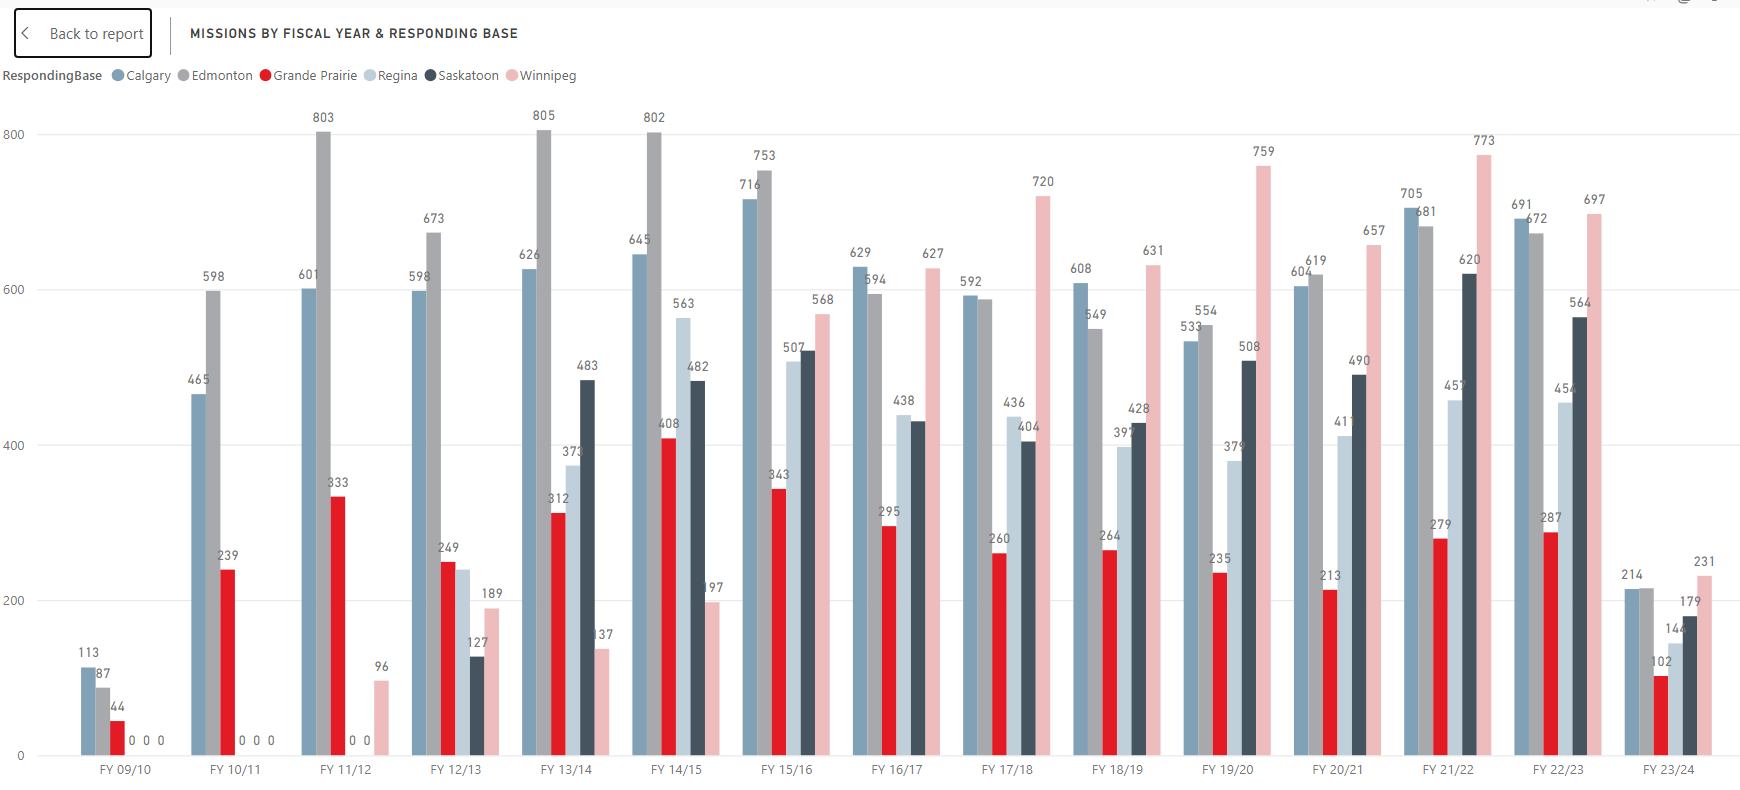 Back to report
MISSIONS BY FISCAL YEAR & RESPONDING BASE
RespondingBase Calgary Edmonton Grande Prairie Regina Saskatoon Winnipeg
800
600
400
200
0
113 87 44 0 0 0
465 598 239 0 0 0
601 803 333 0 0 96
598 673 249 127 189
626 805 312 373 483 137
645 802 408 563 482 197
716 753 343 507 568
629 594 295 438 627
592 260 436 404 720
608 549 264 397 428 631
533 554 235 379 508 759
604 619 213 411 490 657
705 681 279 457 620 773
691 672 287 454 564 697
214 102 144 179 231
FY 09/10 FY 10/11 FY 11/12 FY 12/13 FY 13/14 FY 14/15 FY 15/16 FY 16/17 FY 17/18 FY 18/19 FY 19/20 FY 20/21 FY 21/22 FY 22/23 FY 23/24